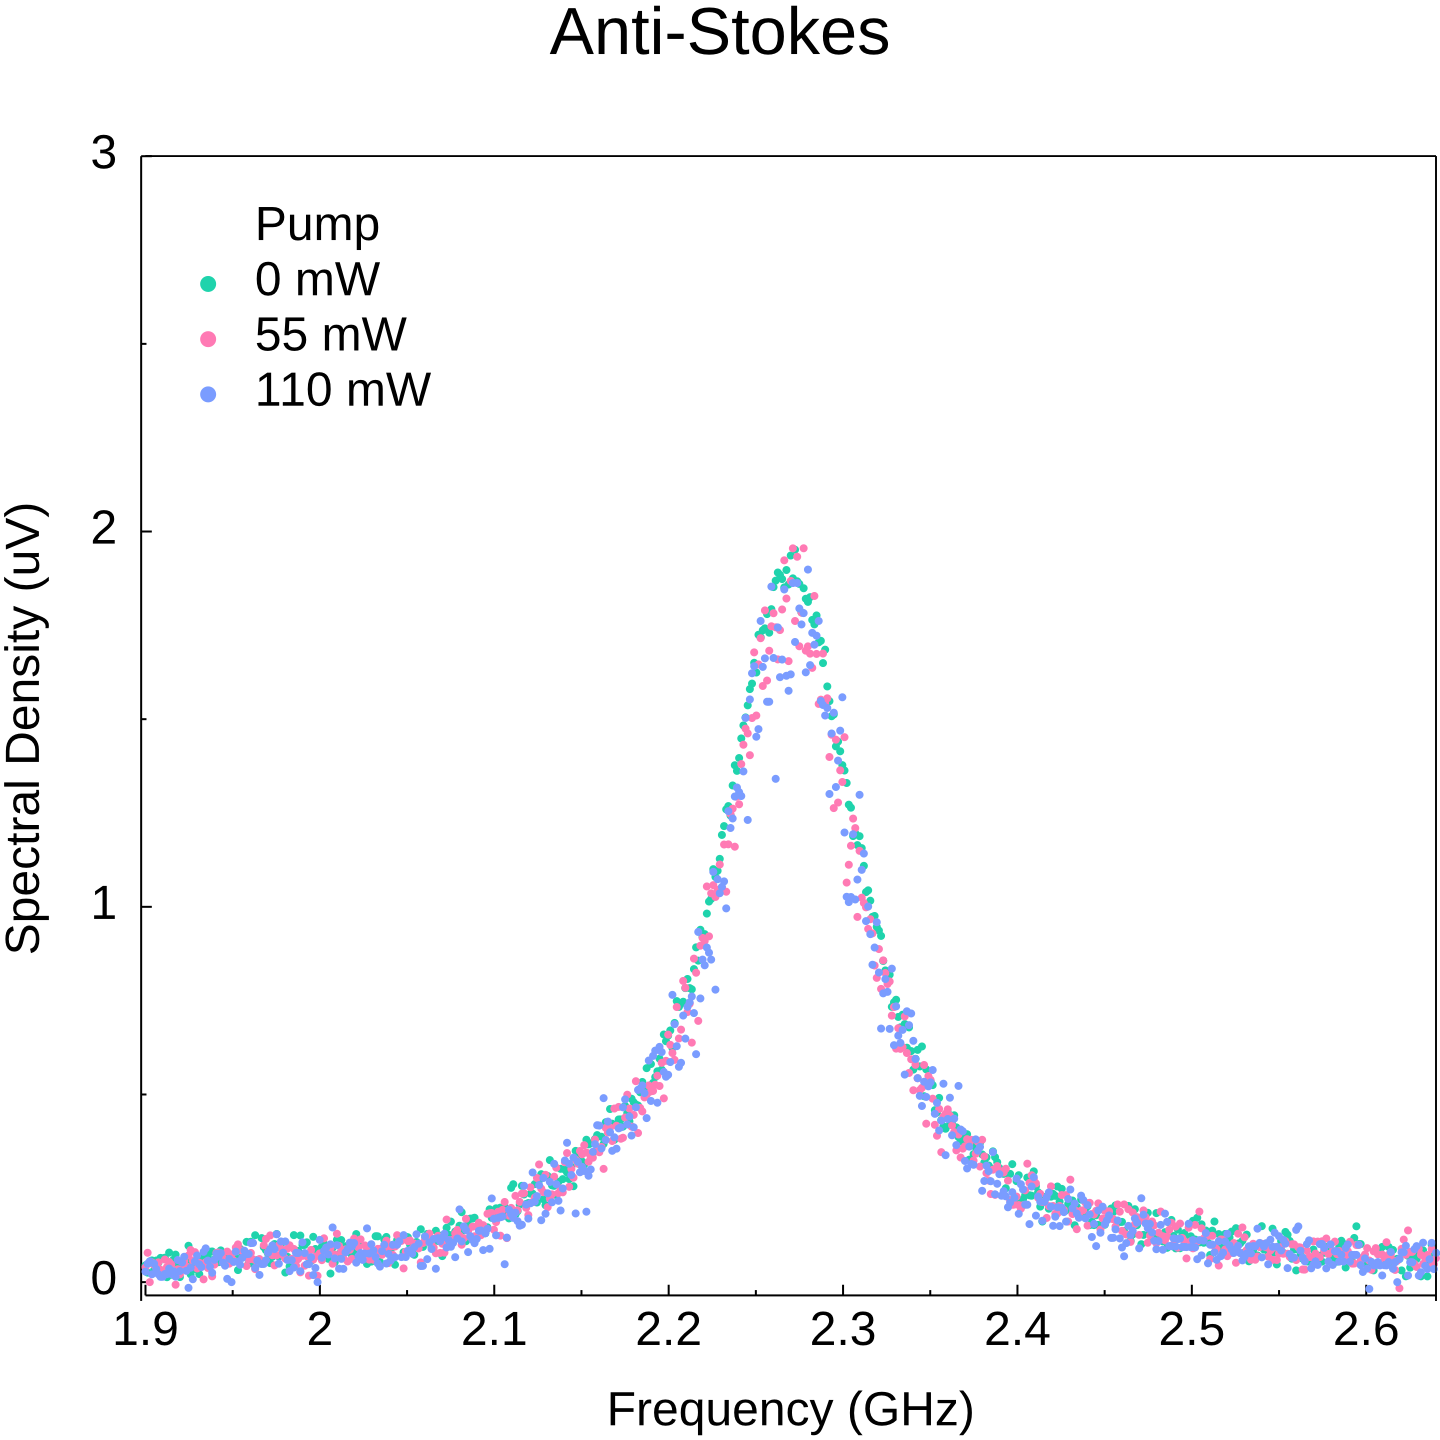 Anti-Stokes
3
2
1
0
Spectral Density (uV)
Pump
0 mW
55 mW
110 mW
1.9 2 2.1 2.2 2.3 2.4 2.5 2.6
Frequency (GHz)